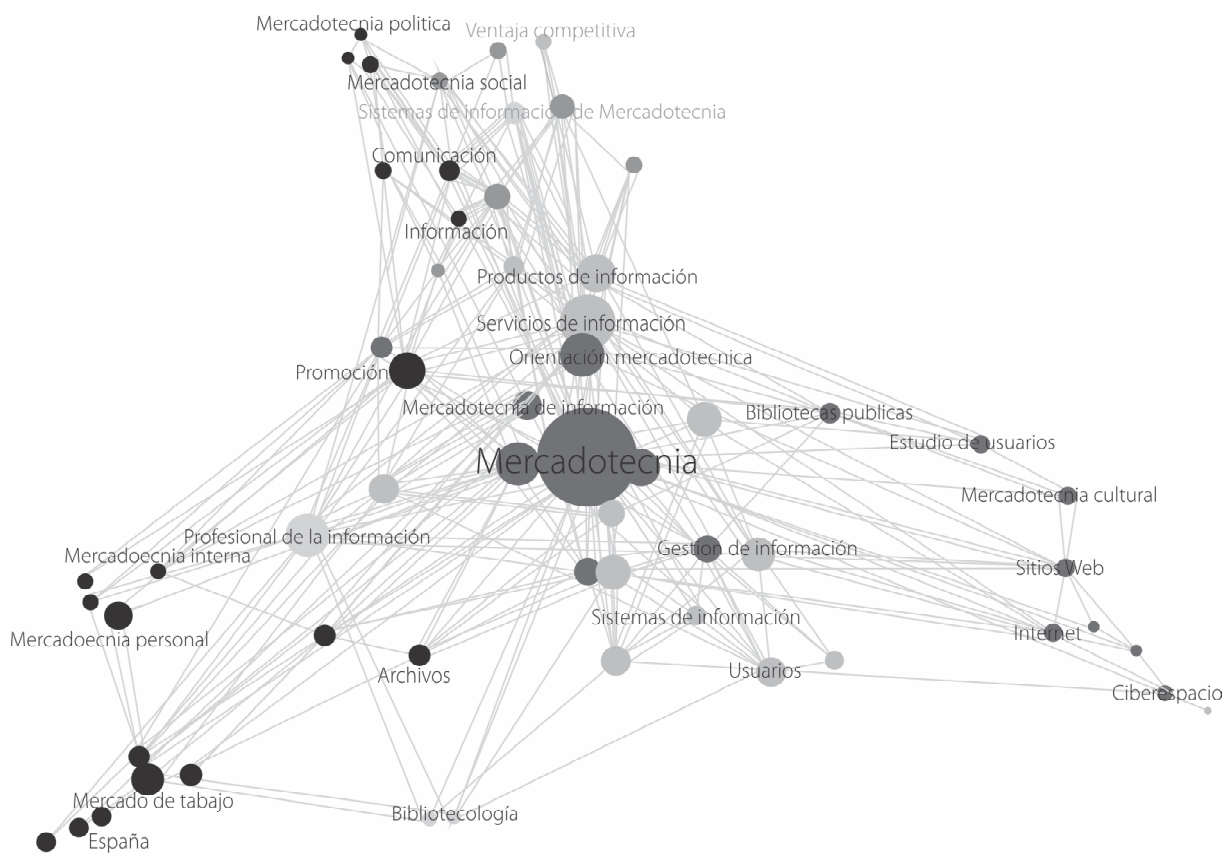 Mercadotecnia politica
Ventaja competitiva
Mercadotecnia social
Sistemas de informacion de Mercadotecnia
Comunicación
Información
Productos de información
Servicios de información
Orientación mercadotecnica
Promoción
Mercadotecnia de información
Bibliotecas publicas
Estudio de usuarios
Mercadotecnia
Mercadotecnia cultural
Profesional de la información
Gestion de información
Mercadoecnia interna
Sitios Web
Sistemas de información
Mercadoecnia personal
Internet
Archivos
Usuarios
Ciberespacio
Mercado de tabajo
Bibliotecología
España